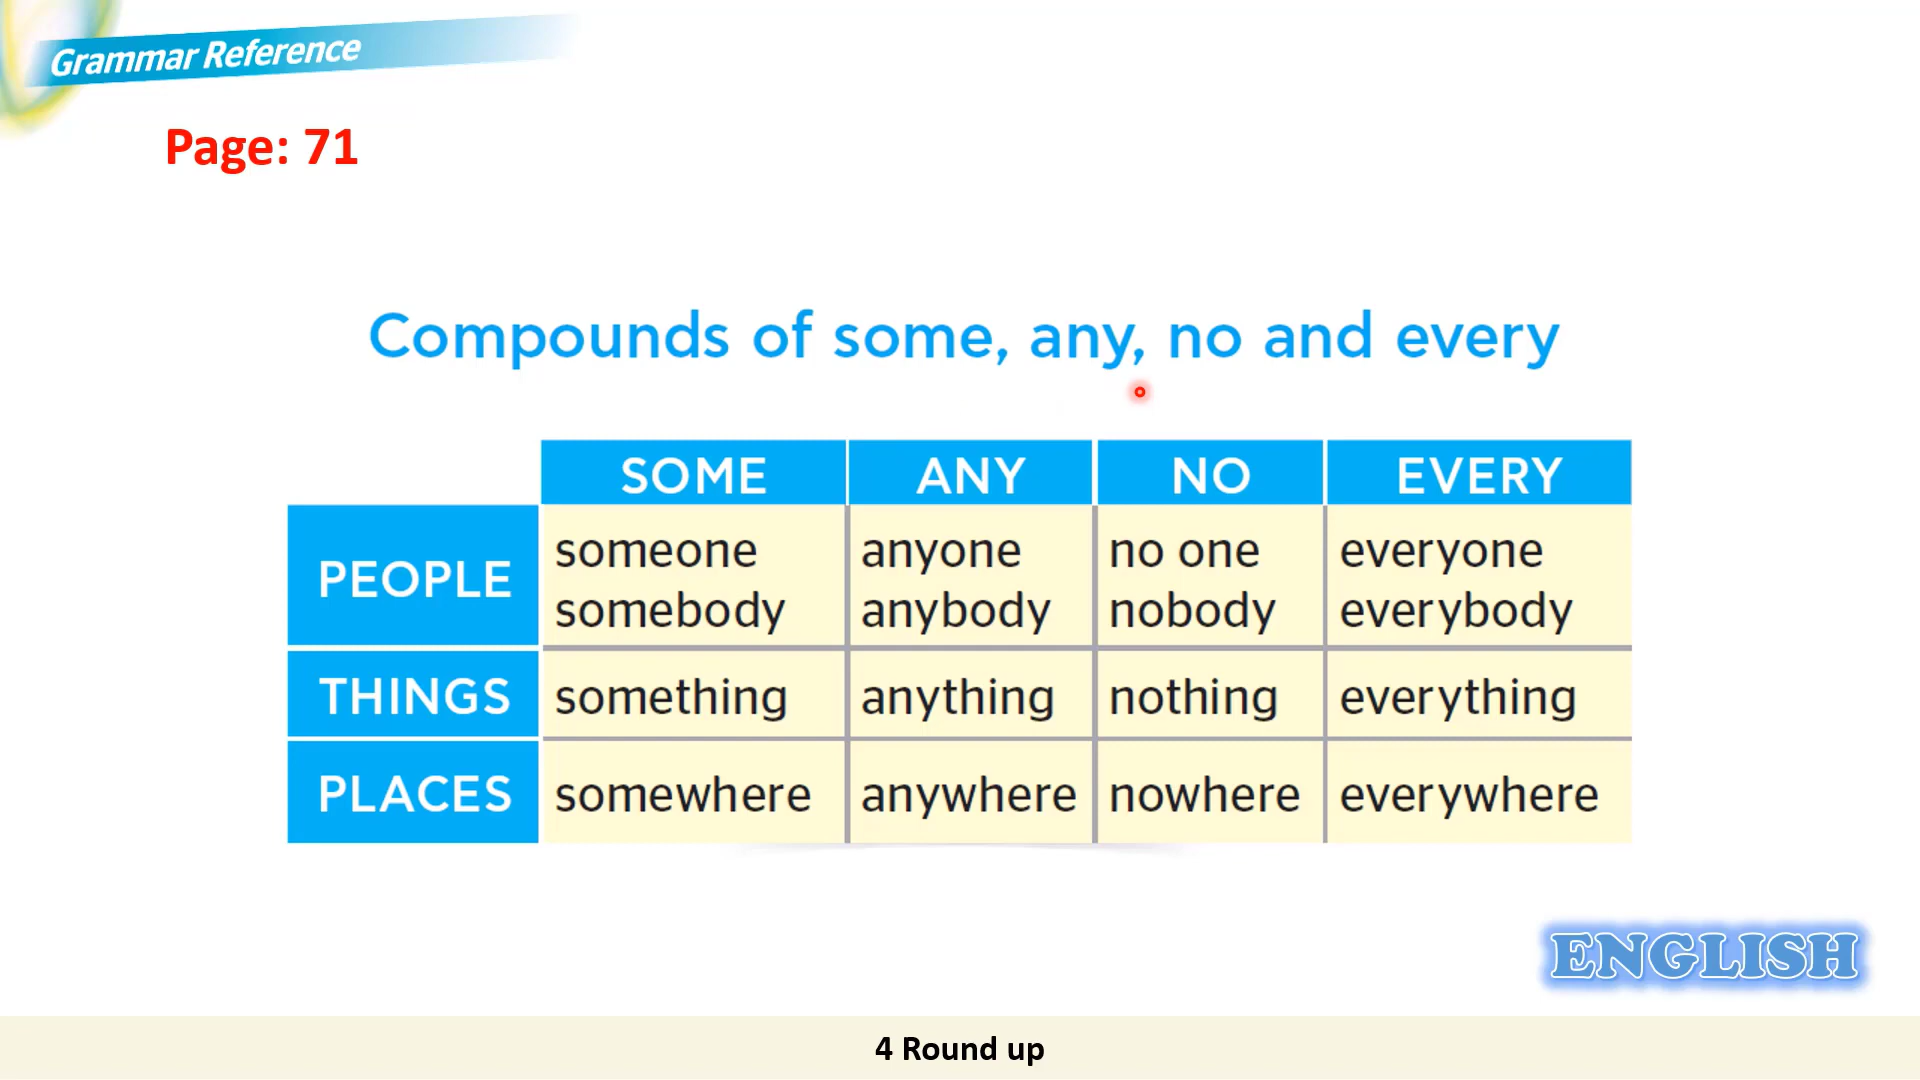 Grammar Reference
Page: 71
Compounds of some, any, no and every
SOME ANY NO EVERY
PEOPLE
someone anyone no one everyone
somebody anybody nobody everybody
THINGS something anything nothing everything
PLACES somewhere anywhere nowhere everywhere
ENGLISH
4 Round up